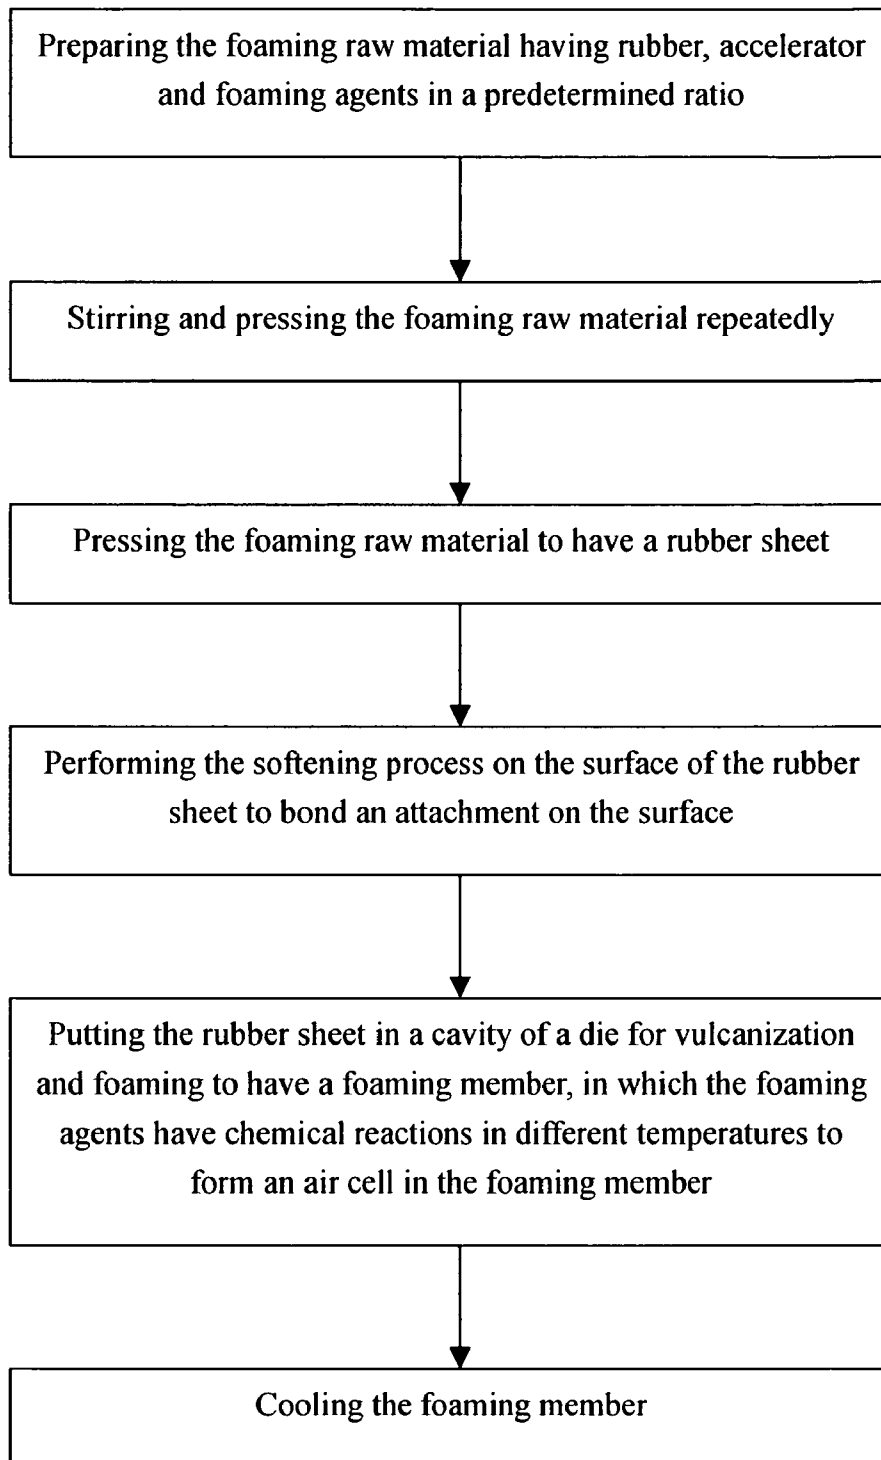 Preparing the foaming raw material having rubber, accelerator
and foaming agents in a predetermined ratio
Stirring and pressing the foaming raw material repeatedly
Pressing the foaming raw material to have a rubber sheet
Performing the softening process on the surface of the rubber
sheet to bond an attachment on the surface
Putting the rubber sheet in a cavity of a die for vulcanization
and foaming to have a foaming member, in which the foaming
agents have chemical reactions in different temperatures to
form an air cell in the foaming member
Cooling the foaming member